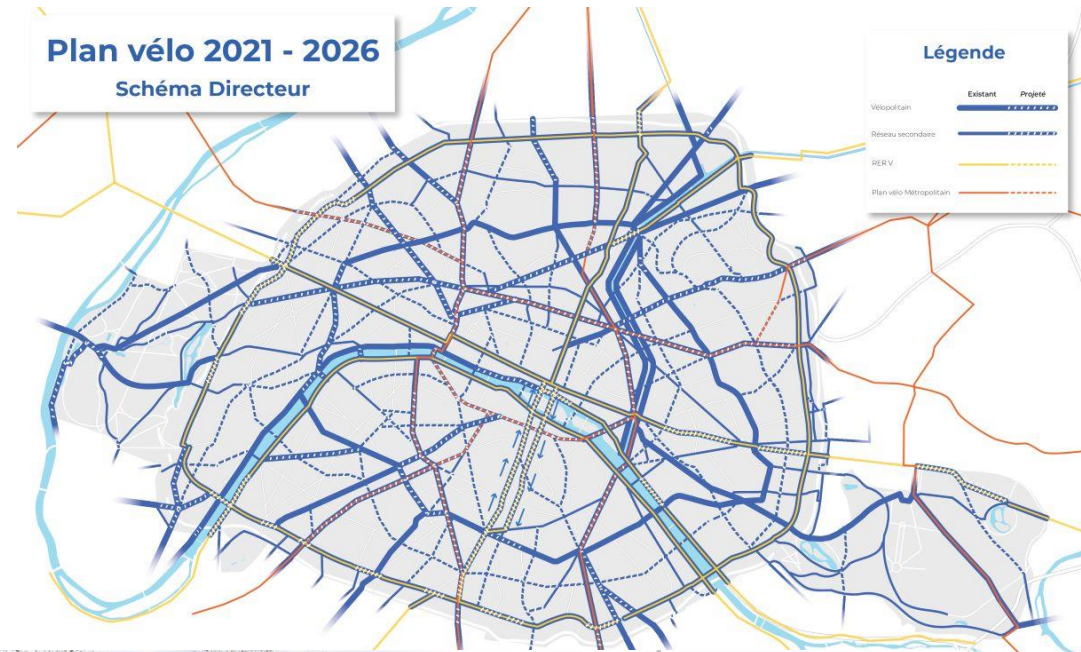 Plan vélo 2021 - 2026
Schéma Directeur
Légende
Existant Projeté
Vélopolitain
Réseau secondaire
RER V
Plan vélo Métropolitain